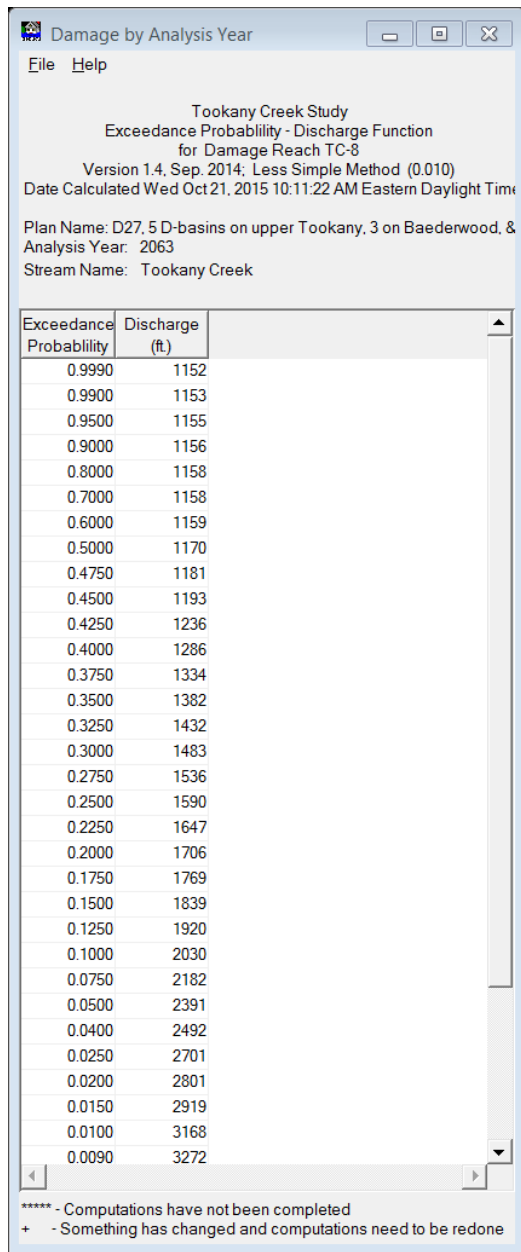 Damage by Analysis Year
File Help
Tookany Creek Study
Exceedance Probablility - Discharge Function
for Damage Reach TC-8
Version 1.4, Sep. 2014; Less Simple Method (0.010)
Date Calculated Wed Oct 21, 2015 10:11:22 AM Eastern Daylight Time
Plan Name: D27, 5 D-basins on upper Tookany, 3 on Baederwood, &
Analysis Year: 2063
Stream Name: Tookany Creek
Exceedance Discharge
Probablility (ft.)
0.9990 1152
0.9900 1153
0.9500 1155
0.9000 1156
0.8000 1158
0.7000 1158
0.6000 1159
0.5000 1170
0.4750 1181
0.4500 1193
0.4250 1236
0.4000 1286
0.3750 1334
0.3500 1382
0.3250 1432
0.3000 1483
0.2750 1536
0.2500 1590
0.2250 1647
0.2000 1706
0.1750 1769
0.1500 1839
0.1250 1920
0.1000 2030
0.0750 2182
0.0500 2391
0.0400 2492
0.0250 2701
0.0200 2801
0.0150 2919
0.0100 3168
0.0090 3272
***** - Computations have not been completed
+ - Something has changed and computations need to be redone